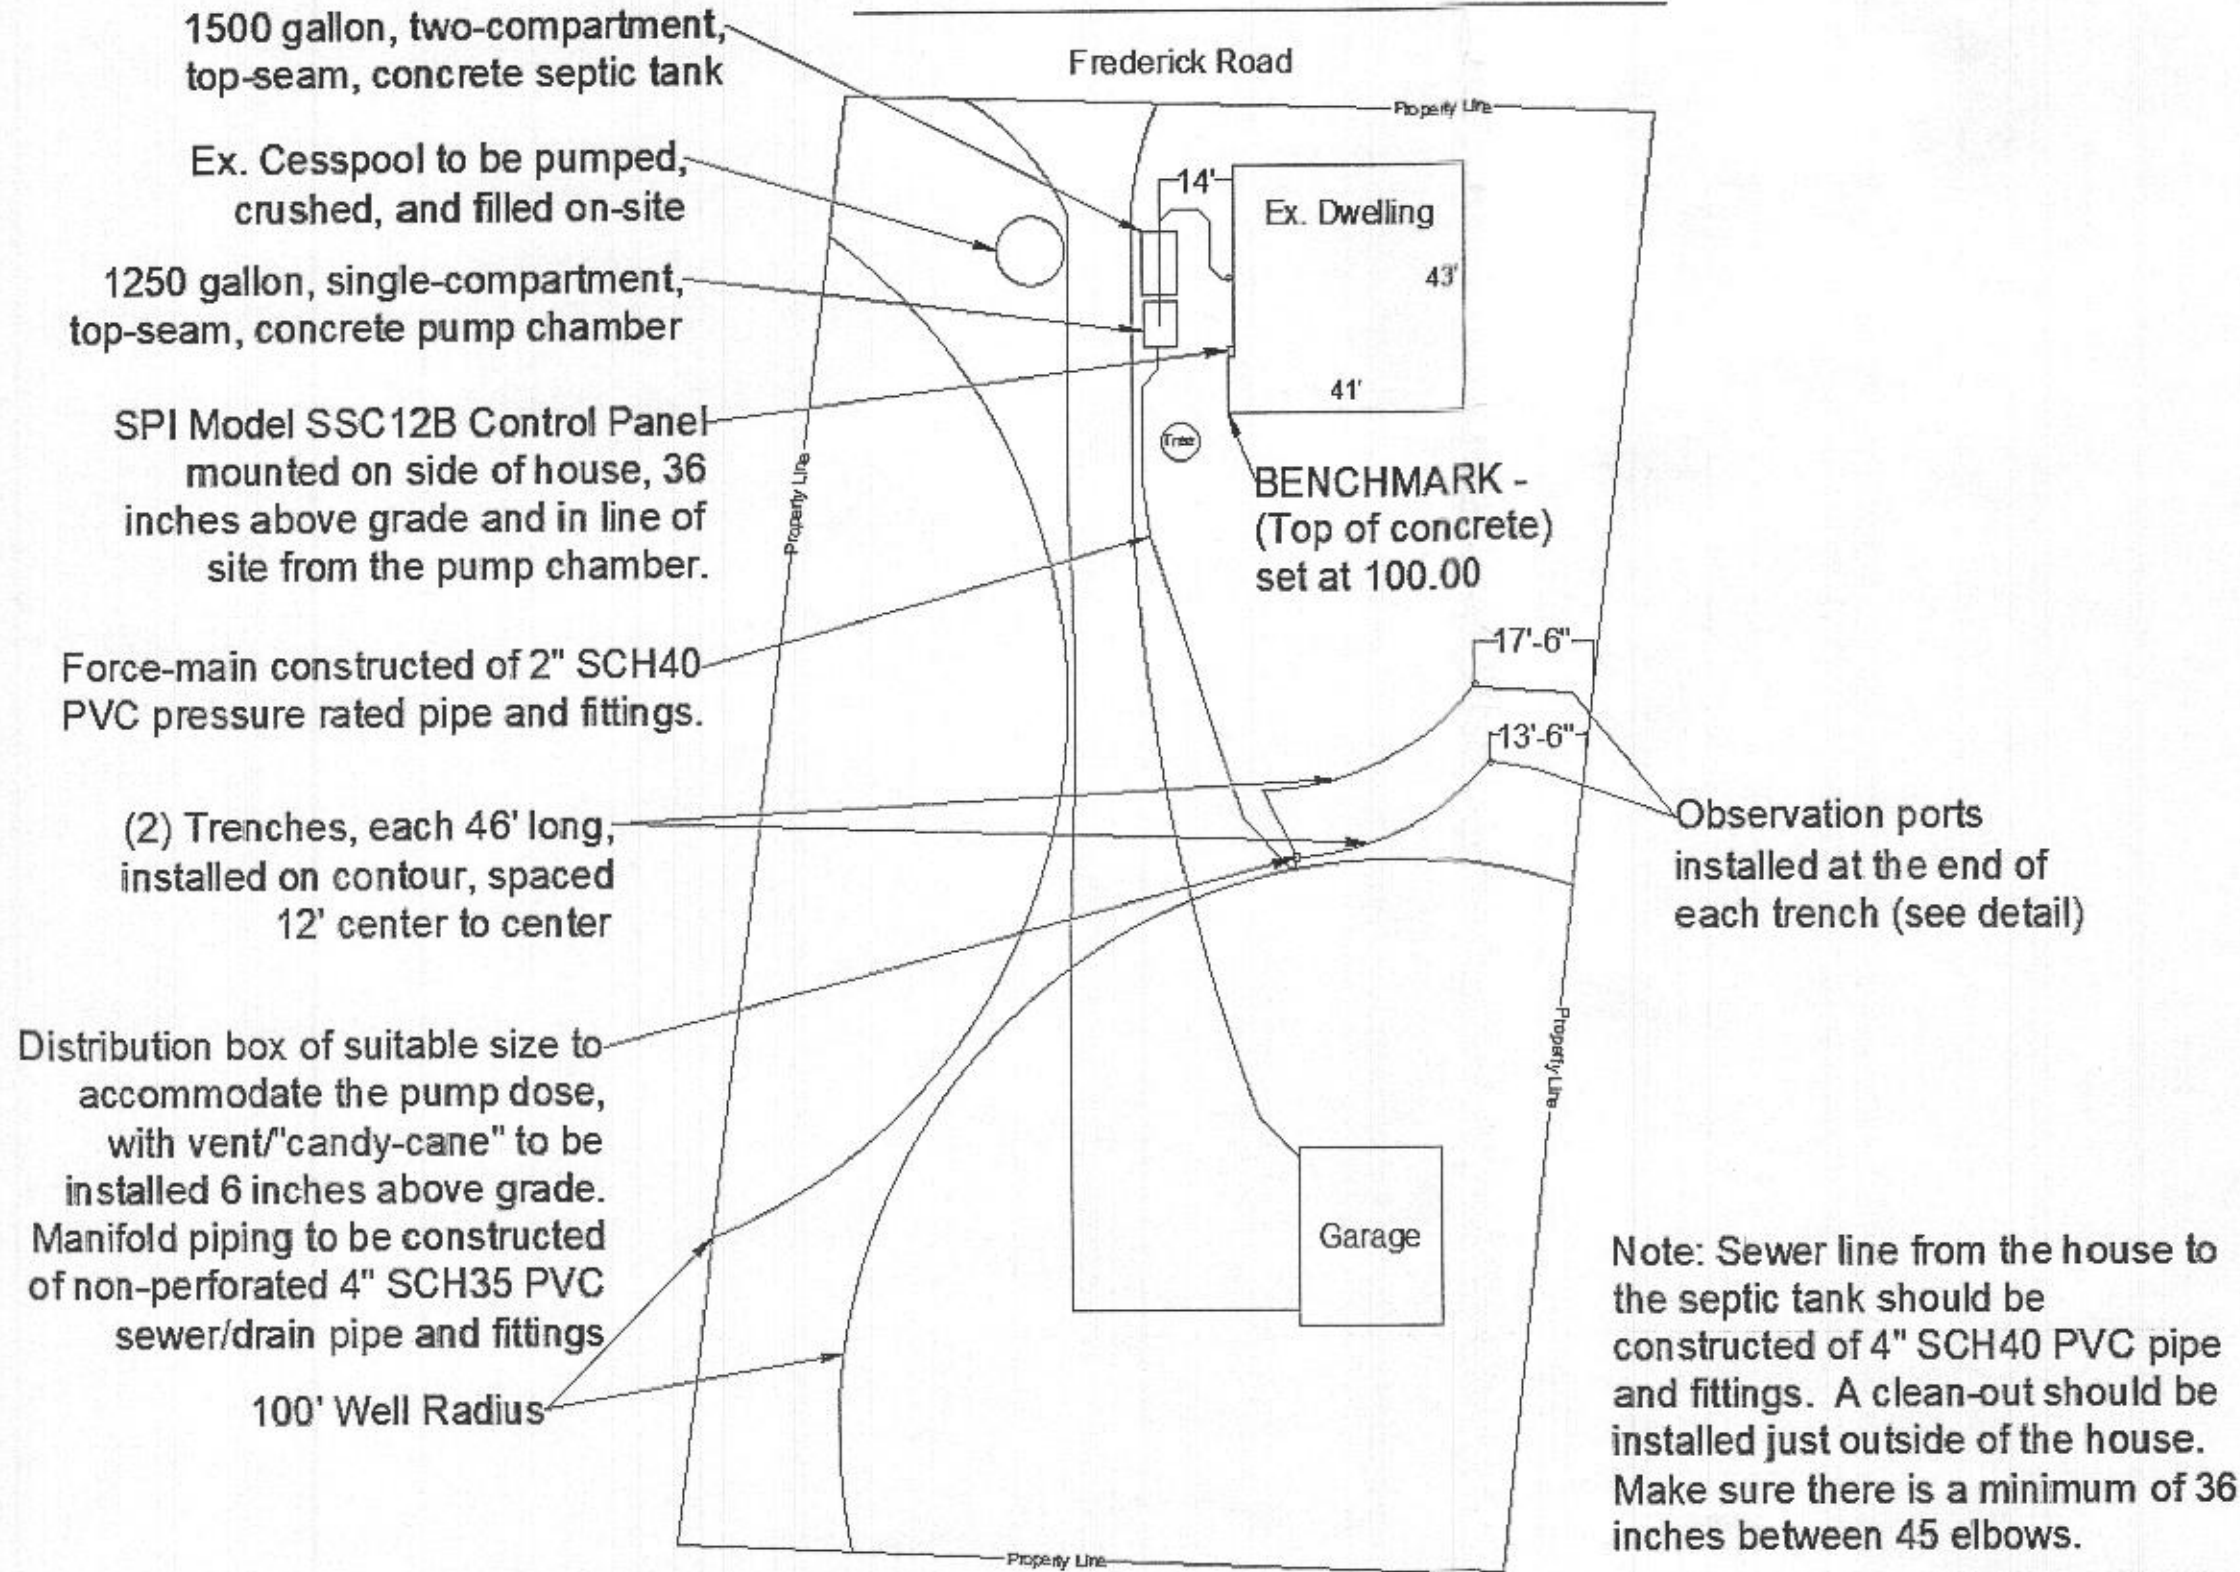 1500 gallon, two-compartment,
top-seam, concrete septic tank
Frederick Road
Property Line
Ex. Cesspool to be pumped,
crushed, and filled on-site
14'
Ex. Dwelling
43'
41'
1250 gallon, single-compartment,
top-seam, concrete pump chamber
SPI Model SSC12B Control Panel
mounted on side of house, 36
inches above grade and in line of
site from the pump chamber.
Property Line
Tree
BENCHMARK -
(Top of concrete)
set at 100.00
Force-main constructed of 2" SCH40
PVC pressure rated pipe and fittings.
17'-6"
13'-6"
(2) Trenches, each 46' long,
installed on contour, spaced
12' center to center
Observation ports
installed at the end of
each trench (see detail)
Distribution box of suitable size to
accommodate the pump dose,
with vent/"candy-cane" to be
installed 6 inches above grade.
Manifold piping to be constructed
of non-perforated 4" SCH35 PVC
sewer/drain pipe and fittings
Property Line
100' Well Radius
Garage
Note: Sewer line from the house to
the septic tank should be
constructed of 4" SCH40 PVC pipe
and fittings. A clean-out should be
installed just outside of the house.
Make sure there is a minimum of 36
inches between 45 elbows.
Property Line